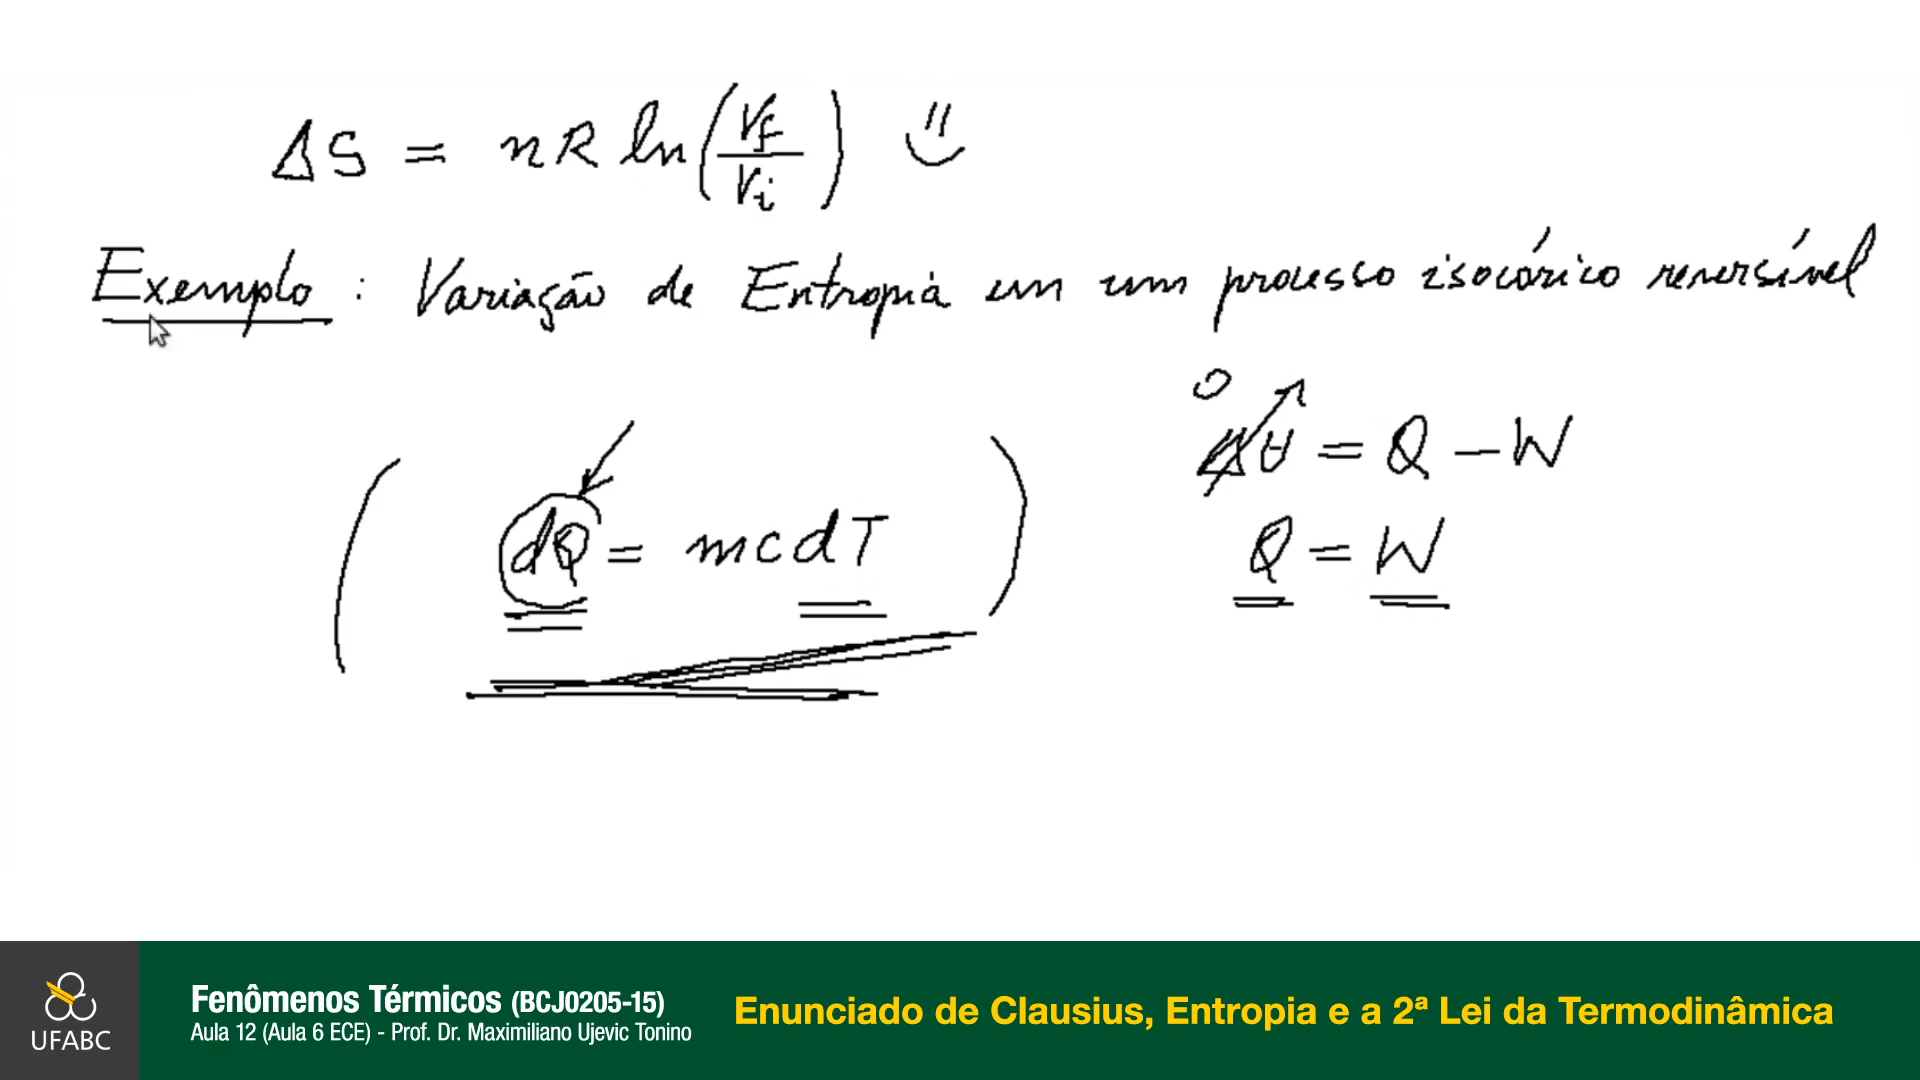 ΔS = nR ln(Vf/Vi)
Exemplo : Variação de Entropia em um processo isocórico reversível
0
ΔU = Q - W
dQ = mcdT
Q = W
UFABC
Fenômenos Térmicos (BCJ0205-15)
Aula 12 (Aula 6 ECE) - Prof. Dr. Maximiliano Ujevic Tonino
Enunciado de Clausius, Entropia e a 2ª Lei da Termodinâmica